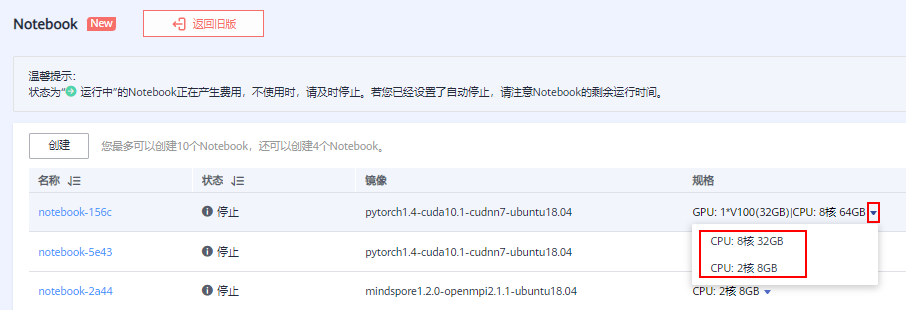 Notebook New 返回旧版
温馨提示：
状态为“运行中”的Notebook正在产生费用，不使用时，请及时停止。若您已经设置了自动停止，请注意Notebook的剩余运行时间。
创建 您最多可以创建10个Notebook，还可以创建4个Notebook。
名称 状态 镜像 规格
notebook-156c 停止 pytorch1.4-cuda10.1-cudnn7-ubuntu18.04 GPU: 1*V100(32GB)|CPU: 8核 64GB
CPU: 8核 32GB
notebook-5e43 停止 pytorch1.4-cuda10.1-cudnn7-ubuntu18.04
CPU: 2核 8GB
notebook-2a44 停止 mindspore1.2.0-openmpi2.1.1-ubuntu18.04 CPU: 2核 8GB